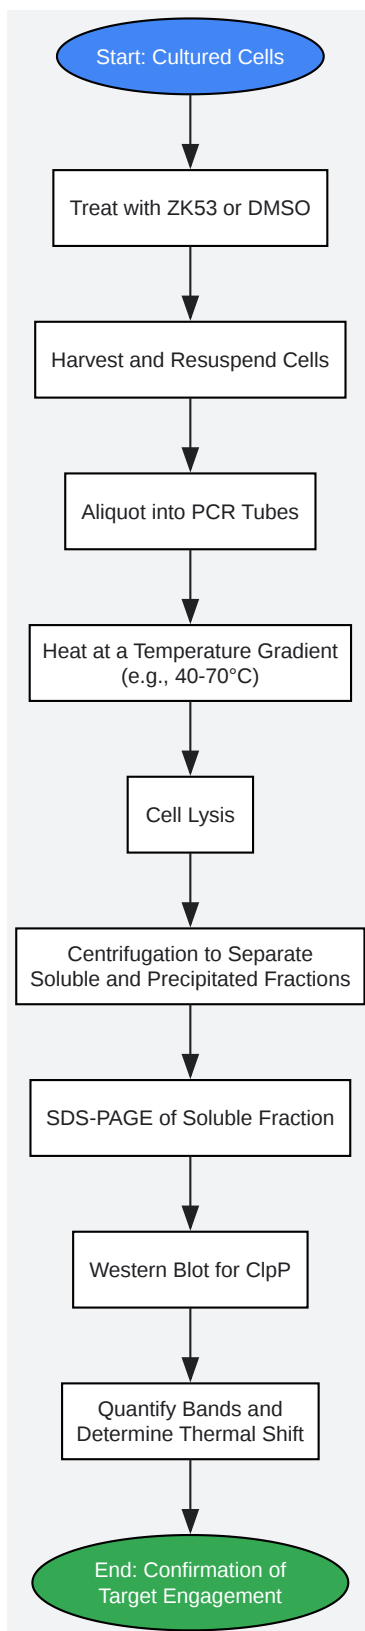 Start: Cultured Cells
Treat with ZK53 or DMSO
Harvest and Resuspend Cells
Aliquot into PCR Tubes
Heat at a Temperature Gradient
(e.g., 40-70°C)
Cell Lysis
Centrifugation to Separate
Soluble and Precipitated Fractions
SDS-PAGE of Soluble Fraction
Western Blot for ClpP
Quantify Bands and
Determine Thermal Shift
End: Confirmation of
Target Engagement